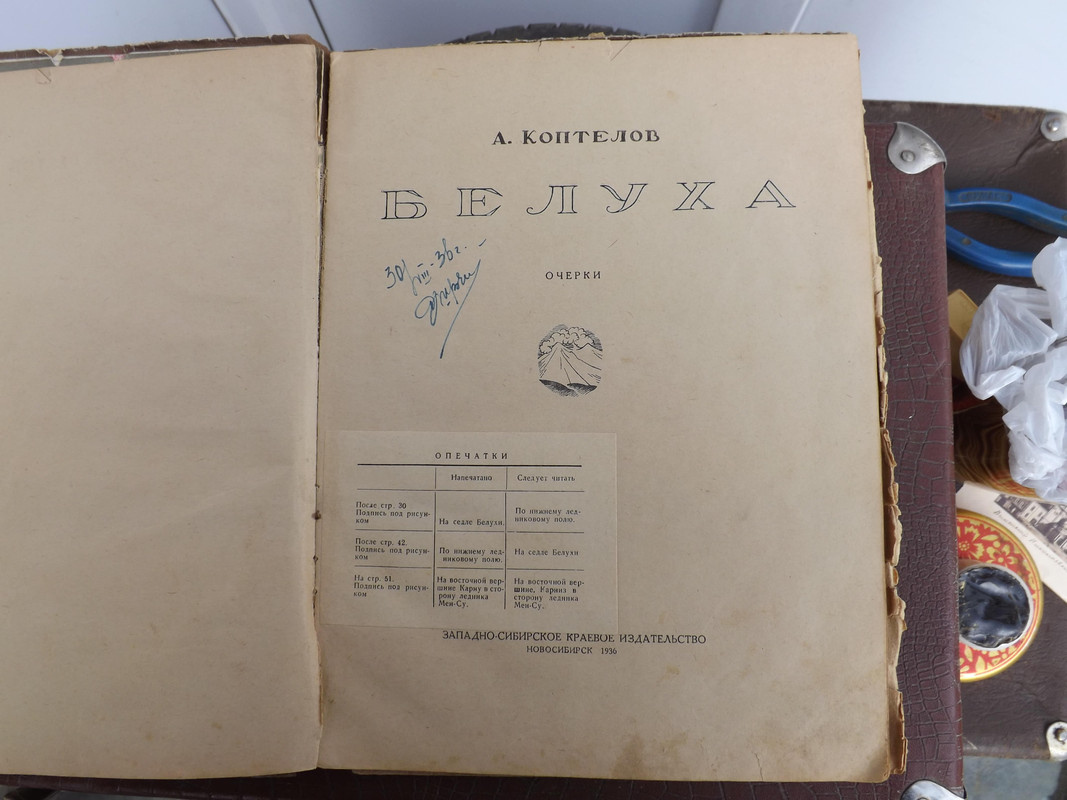 А. КОПТЕЛОВ
БЕЛУХА
30/VIII-36г.
ОЧЕРКИ
ОПЕЧАТКИ
Напечатано
Следует читать
После стр. 30
Подпись под рисун-
ком
На седле Белухи.
По нижнему лед-
никовому полю.
После стр. 42.
Подпись под рисун-
ком
По нижнему лед-
никовому полю.
На седле Белухи
На стр. 51.
Подпись под рисун-
ком
На восточной вер-
шине Карну в сто-
рону ледника
Мен-Су.
На восточной вер-
шине, Карниз в
сторону ледника
Мен-Су.
ЗАПАДНО-СИБИРСКОЕ КРАЕВОЕ ИЗДАТЕЛЬСТВО
НОВОСИБИРСК 1936